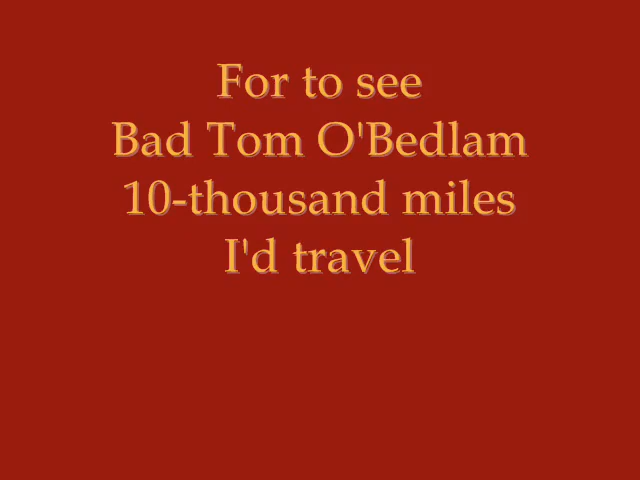 For to see
Bad Tom O'Bedlam
10-thousand miles
I'd travel